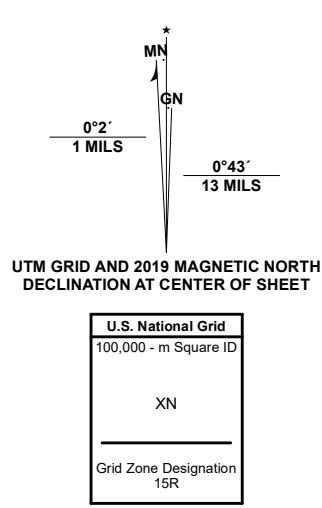 ★
MN
GN
0°2´
1 MILS
0°43´
13 MILS
UTM GRID AND 2019 MAGNETIC NORTH
DECLINATION AT CENTER OF SHEET
U.S. National Grid
100,000 - m Square ID
XN
Grid Zone Designation
15R